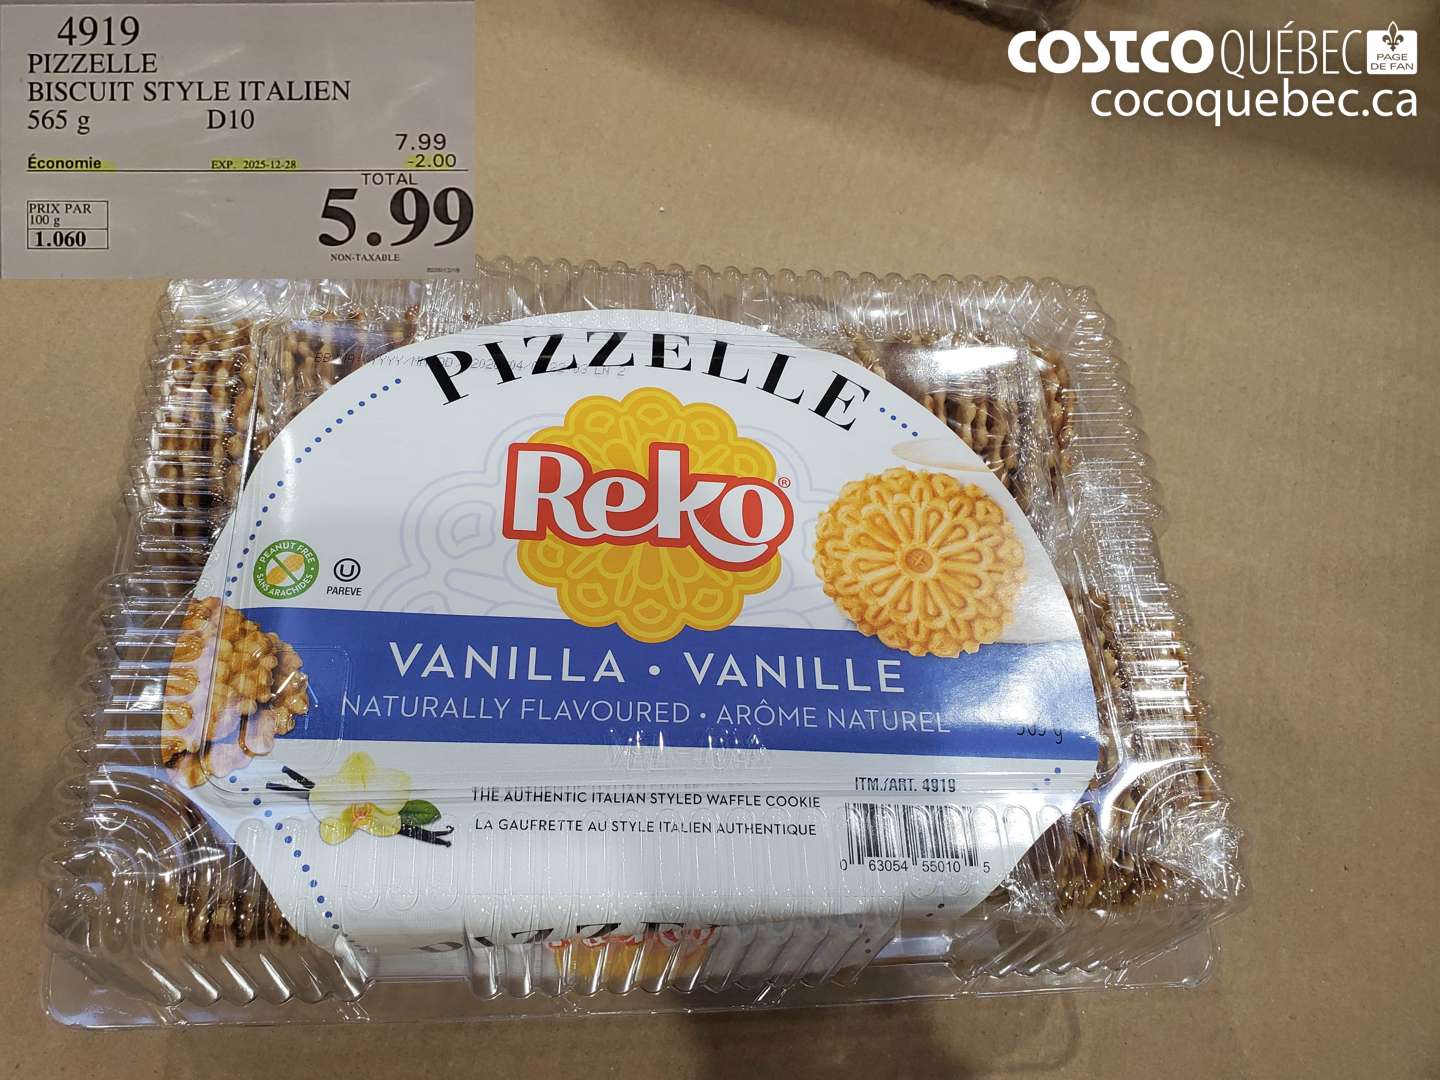 4919
PIZZELLE
BISCUIT STYLE ITALIEN
565 g D10
7.99
Économie EXP. 2025-12-28 -2.00
TOTAL
5.99
PRIX PAR
100 g
1.060
NON-TAXABLE
COSTCO QUÉBEC PAGE DE FAN
cocoquebec.ca
PIZZELLE
Reko®
PEANUT FREE
SANS ARACHIDES
U
PAREVE
VANILLA • VANILLE
NATURALLY FLAVOURED • ARÔME NATUREL
565 g
ITM./ART. 4919
THE AUTHENTIC ITALIAN STYLED WAFFLE COOKIE
LA GAUFRETTE AU STYLE ITALIEN AUTHENTIQUE
0 63054 55010 5
Reko